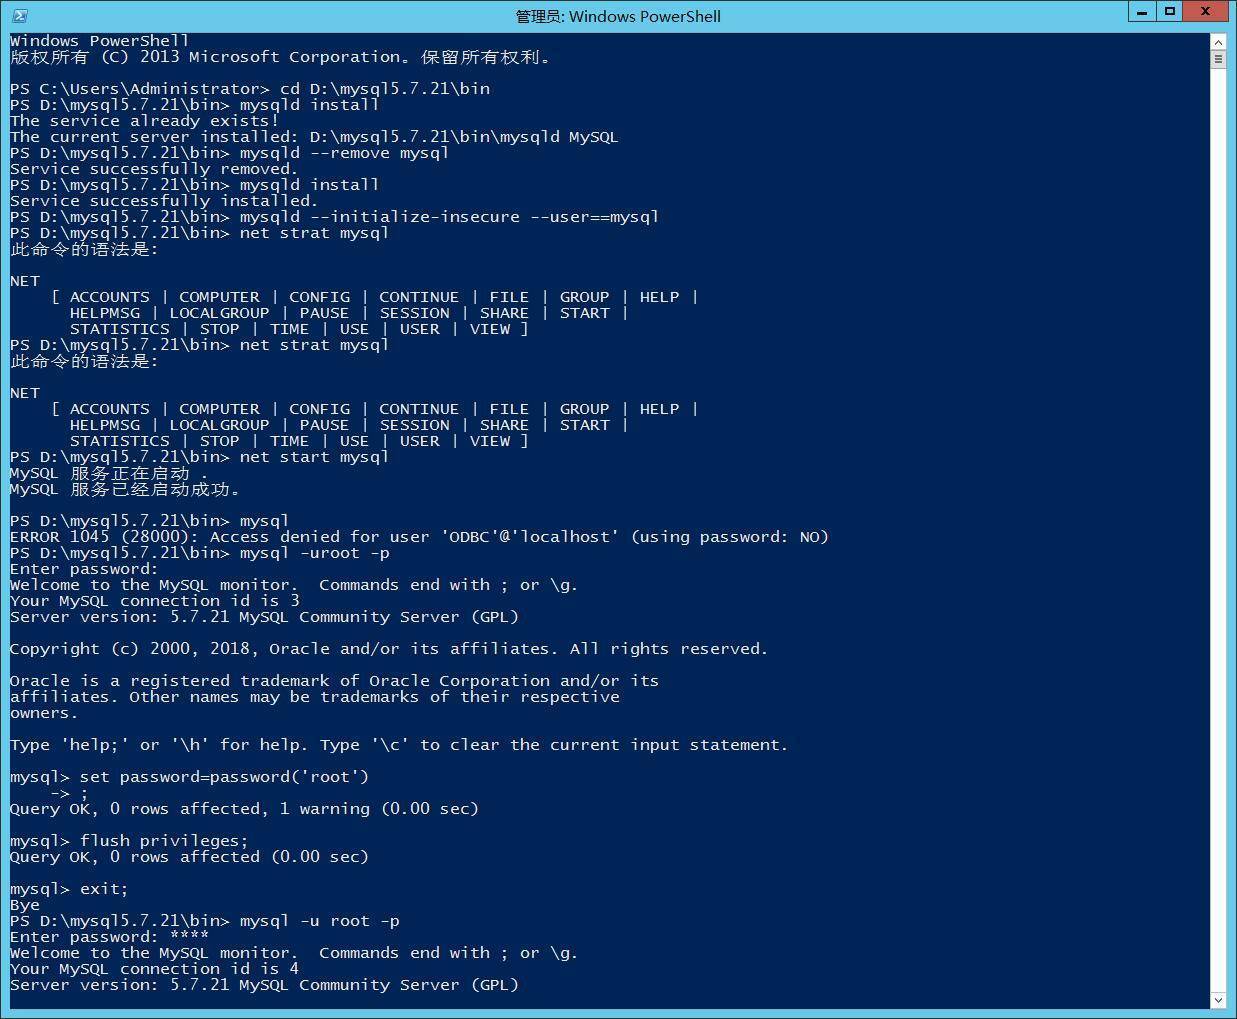 管理员: Windows PowerShell
Windows PowerShell
版权所有 (C) 2013 Microsoft Corporation。保留所有权利。
PS C:\Users\Administrator> cd D:\mysql5.7.21\bin
PS D:\mysql5.7.21\bin> mysqld install
The service already exists!
The current server installed: D:\mysql5.7.21\bin\mysqld MySQL
PS D:\mysql5.7.21\bin> mysqld --remove mysql
Service successfully removed.
PS D:\mysql5.7.21\bin> mysqld install
Service successfully installed.
PS D:\mysql5.7.21\bin> mysqld --initialize-insecure --user==mysql
PS D:\mysql5.7.21\bin> net strat mysql
此命令的语法是:
NET
[ ACCOUNTS | COMPUTER | CONFIG | CONTINUE | FILE | GROUP | HELP |
HELPMSG | LOCALGROUP | PAUSE | SESSION | SHARE | START |
STATISTICS | STOP | TIME | USE | USER | VIEW ]
PS D:\mysql5.7.21\bin> net strat mysql
此命令的语法是:
NET
[ ACCOUNTS | COMPUTER | CONFIG | CONTINUE | FILE | GROUP | HELP |
HELPMSG | LOCALGROUP | PAUSE | SESSION | SHARE | START |
STATISTICS | STOP | TIME | USE | USER | VIEW ]
PS D:\mysql5.7.21\bin> net start mysql
MySQL 服务正在启动 .
MySQL 服务已经启动成功。
PS D:\mysql5.7.21\bin> mysql
ERROR 1045 (28000): Access denied for user 'ODBC'@'localhost' (using password: NO)
PS D:\mysql5.7.21\bin> mysql -uroot -p
Enter password:
Welcome to the MySQL monitor.  Commands end with ; or \g.
Your MySQL connection id is 3
Server version: 5.7.21 MySQL Community Server (GPL)
Copyright (c) 2000, 2018, Oracle and/or its affiliates. All rights reserved.
Oracle is a registered trademark of Oracle Corporation and/or its
affiliates. Other names may be trademarks of their respective
owners.
Type 'help;' or '\h' for help. Type '\c' to clear the current input statement.
mysql> set password=password('root')
-> ;
Query OK, 0 rows affected, 1 warning (0.00 sec)
mysql> flush privileges;
Query OK, 0 rows affected (0.00 sec)
mysql> exit;
Bye
PS D:\mysql5.7.21\bin> mysql -u root -p
Enter password: ****
Welcome to the MySQL monitor.  Commands end with ; or \g.
Your MySQL connection id is 4
Server version: 5.7.21 MySQL Community Server (GPL)